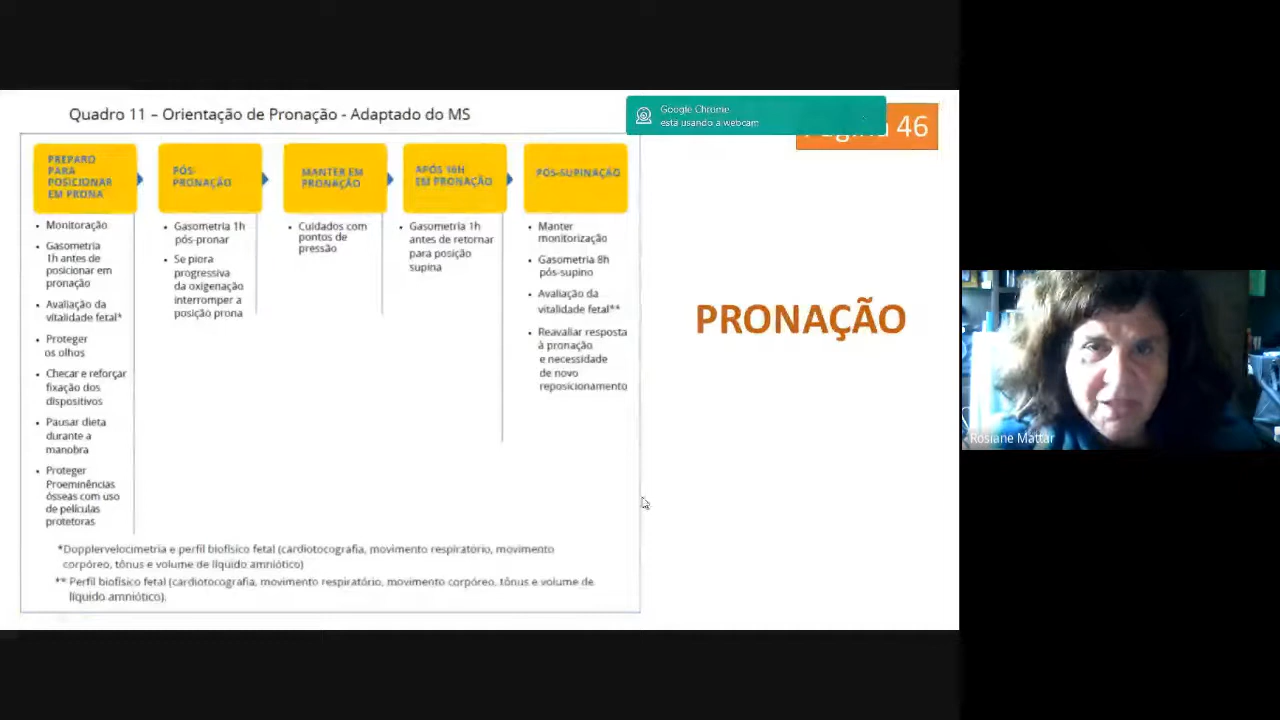 Quadro 11 – Orientação de Pronação - Adaptado do MS
Google Chrome
está usando a webcam
46
PREPARO
PARA
POSICIONAR
EM PRONA
• Monitoração
• Gasometria
1h antes de
posicionar em
pronação
• Avaliação da
vitalidade fetal*
• Proteger
os olhos
• Checar e reforçar
fixação dos
dispositivos
• Pausar dieta
durante a
manobra
• Proteger
Proeminências
ósseas com uso
de películas
protetoras
PÓS-
PRONAÇÃO
• Gasometria 1h
pós-pronar
• Se piora
progressiva
da oxigenação
interromper a
posição prona
MANTER EM
PRONAÇÃO
• Cuidados com
pontos de
pressão
APÓS 16H
EM PRONAÇÃO
• Gasometria 1h
antes de retornar
para posição
supina
PÓS-SUPINAÇÃO
• Manter
monitorização
• Gasometria 8h
pós-supino
• Avaliação da
vitalidade fetal**
• Reavaliar resposta
à pronação
e necessidade
de novo
reposicionamento
*Dopplervelocimetria e perfil biofísico fetal (cardiotocografia, movimento respiratório, movimento
corpóreo, tônus e volume de líquido amniótico)
** Perfil biofísico fetal (cardiotocografia, movimento respiratório, movimento corpóreo, tônus e volume de
líquido amniótico).
PRONAÇÃO
Rosiane Mattar